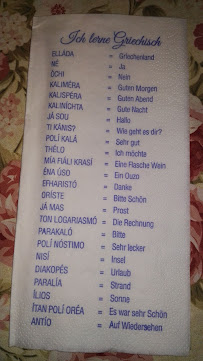 Ich lerne Griechisch
ELLÁDA = Griechenland
NÉ = Ja
ÓCHI = Nein
KALIMÉRA = Guten Morgen
KALISPÉRA = Guten Abend
KALINÍCHTA = Gute Nacht
JÁ SOU = Hallo
TI KÁNIS? = Wie geht es dir?
POLÍ KALÁ = Sehr gut
THÉLO = Ich möchte
MÍA FIÁLI KRASÍ = Eine Flasche Wein
ÉNA ÚSO = Ein Ouzo
EFHARISTÓ = Danke
ORÍSTE = Bitte Schön
JÁ MAS = Prost
TON LOGARIASMÓ = Die Rechnung
PARAKALÓ = Bitte
POLÍ NÓSTIMO = Sehr lecker
NISÍ = Insel
DIAKOPÉS = Urlaub
PARALÍA = Strand
ÍLIOS = Sonne
ÍTAN POLÍ ORÉA = Es war sehr Schön
ANTÍO = Auf Wiedersehen